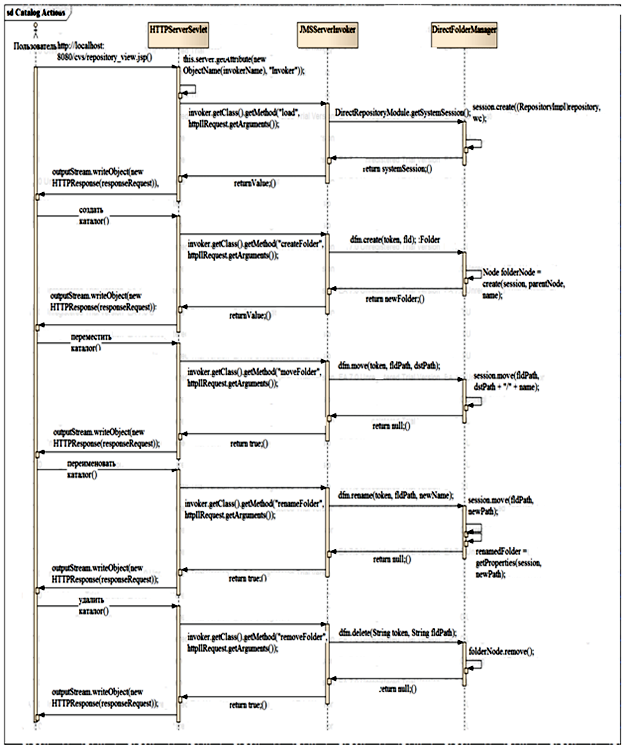 sd Catalog Actions
HTTPServerSevlet
JMSServerInvoker
DirectFolderManager
Пользователь
http://localhost:
8080/cvs/repository_view.jsp()
this.server.getAttribute(new
ObjectName(invokerName), "Invoker"));
invoker.getClass().getMethod("load",
httpIlRequest.getArguments());
DirectRepositoryModule.getSystemSession();
session.create((RepositoryImpl)repository,
wc);
return systemSession;()
returnValue;()
outputStream.writeObject(new
HTTPResponse(responseRequest)),
создать
каталог()
invoker.getClass().getMethod("createFolder",
httpIlRequest.getArguments());
dfm.create(token, fld); :Folder
Node folderNode =
create(session, parentNode,
name);
return newFolder;()
returnValue;()
outputStream.writeObject(new
HTTPResponse(responseRequest):
переместить
каталог()
invoker.getClass().getMethod("moveFolder",
httpIlRequest.getArguments());
dfm.move(token, fldPath, dstPath);
session.move(fldPath,
dstPath + "/" + name);
return null;()
return true;()
outputStream.writeObject(new
HTTPResponse(responseRequest));
переименовать
каталог()
invoker.getClass().getMethod("renameFolder",
httpIlRequest.getArguments());
dfm.rename(token, fldPath, newName);
session.move(fldPath,
newPath);
renamedFolder =
getProperties(session,
newPath);
return null;()
return true;()
outputStream.writeObject(new
HTTPResponse(responseRequest));
удалить
каталог()
invoker.getClass().getMethod("removeFolder",
httpIlRequest.getArguments());
dfm.delete(String token, String fldPath);
folderNode.remove();
return null;()
return true;()
outputStream.writeObject(new
HTTPResponse(responseRequest));